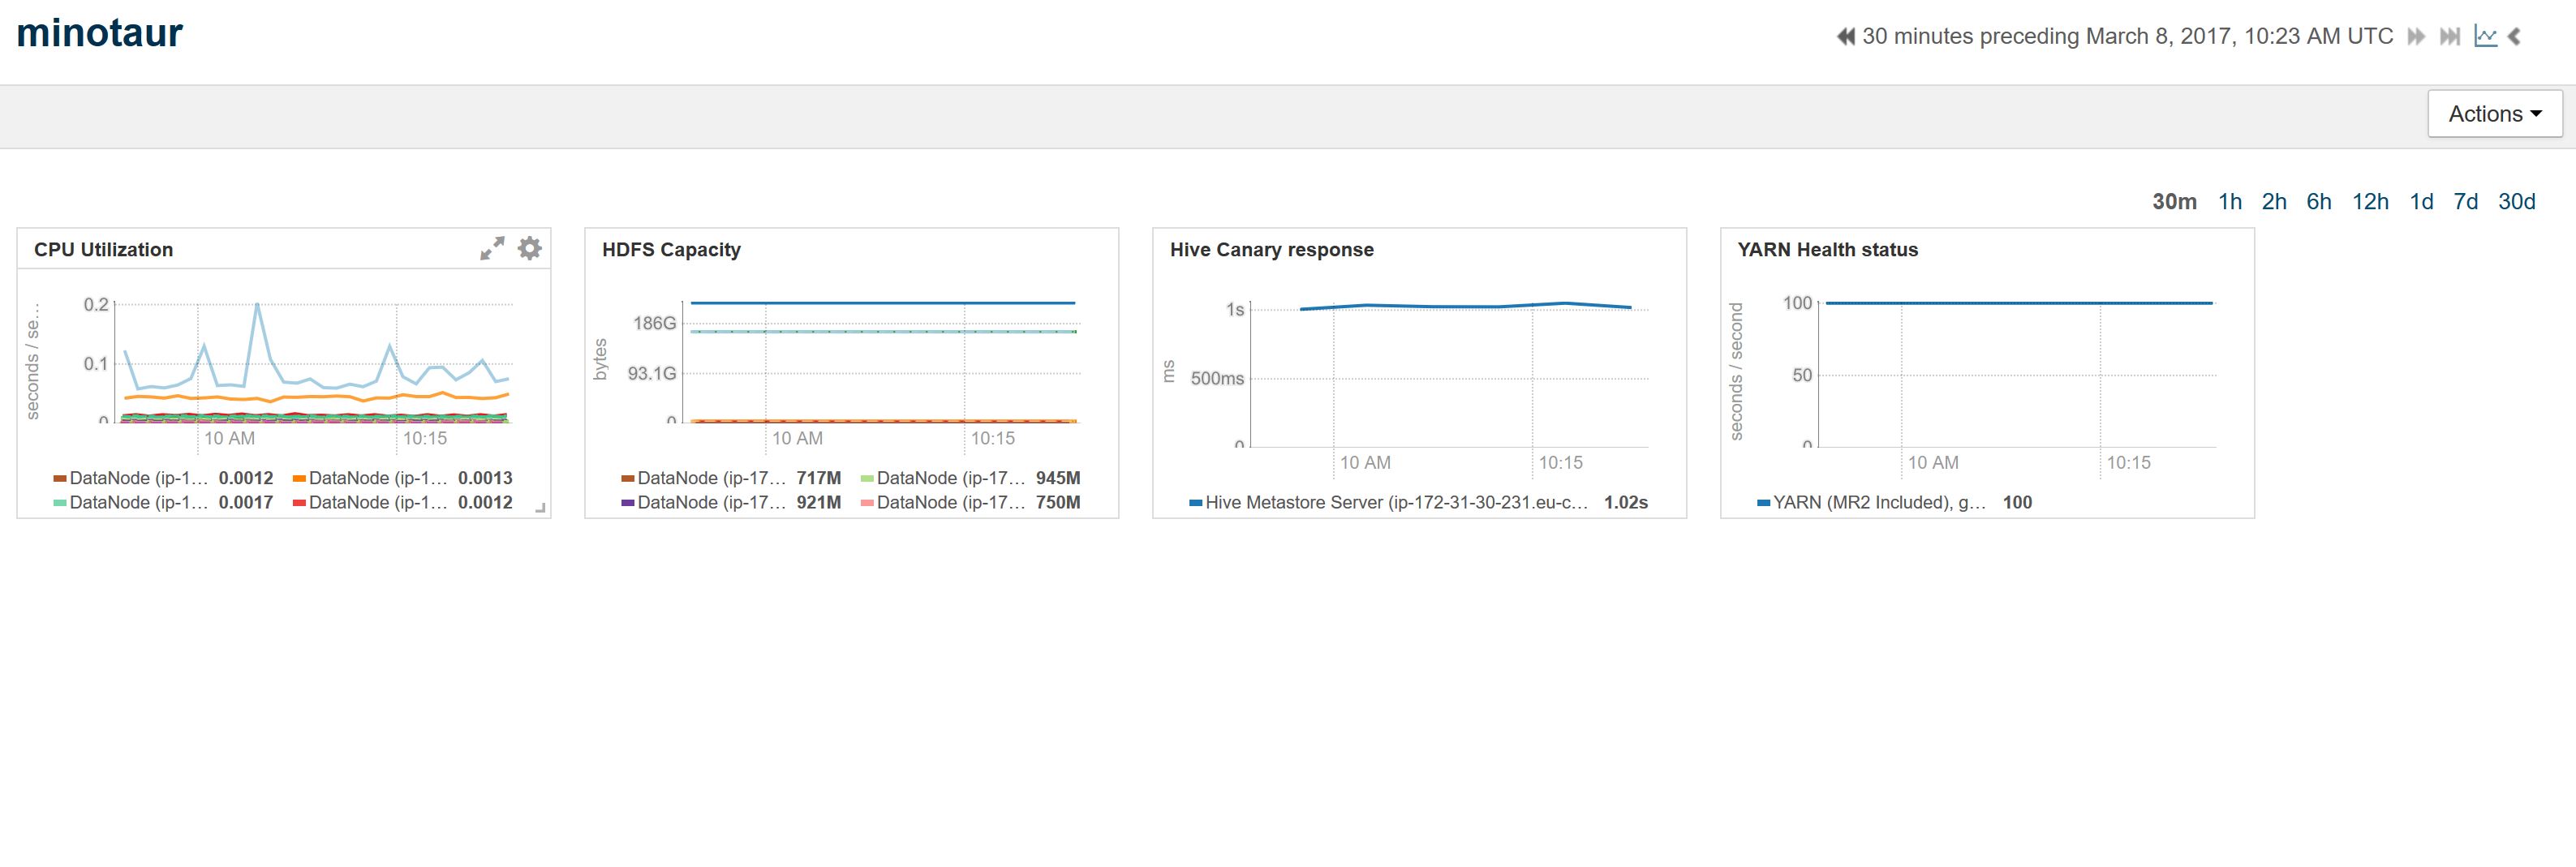 minotaur
30 minutes preceding March 8, 2017, 10:23 AM UTC
Actions
30m 1h 2h 6h 12h 1d 7d 30d
CPU Utilization
seconds / se...
0.2
0.1
0
10 AM 10:15
DataNode (ip-1... 0.0012 DataNode (ip-1... 0.0013
DataNode (ip-1... 0.0017 DataNode (ip-1... 0.0012
HDFS Capacity
bytes
186G
93.1G
0
10 AM 10:15
DataNode (ip-17... 717M DataNode (ip-17... 945M
DataNode (ip-17... 921M DataNode (ip-17... 750M
Hive Canary response
ms
1s
500ms
0
10 AM 10:15
Hive Metastore Server (ip-172-31-30-231.eu-c... 1.02s
YARN Health status
seconds / second
100
50
0
10 AM 10:15
YARN (MR2 Included), g... 100